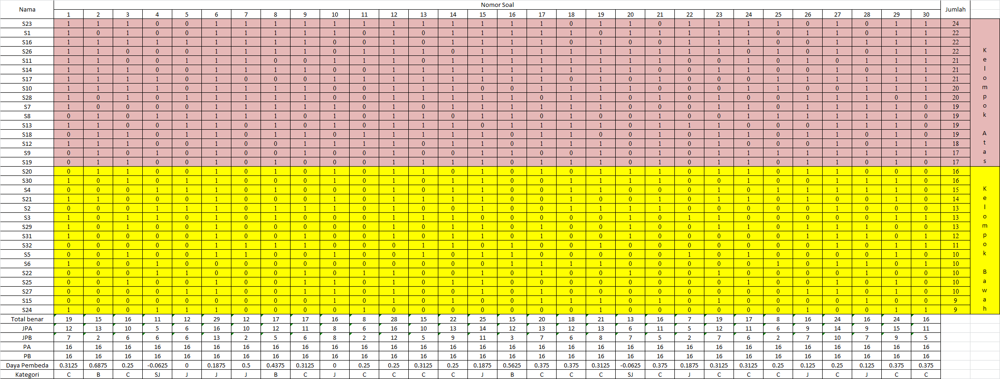 Nama Nomor Soal Jumlah
1 2 3 4 5 6 7 8 9 10 11 12 13 14 15 16 17 18 19 20 21 22 23 24 25 26 27 28 29 30
S23 1 1 1 0 0 1 1 1 1 1 1 1 1 1 1 1 1 0 1 1 0 1 1 1 1 0 1 0 1 1 24
S1 1 0 1 0 0 1 1 1 1 1 0 1 0 1 1 1 1 1 0 1 1 1 1 1 0 1 1 0 1 1 22
S16 1 1 1 1 1 1 1 1 1 0 0 1 0 1 1 1 1 0 1 0 0 1 1 1 0 0 1 1 1 1 22
S26 1 1 0 0 0 1 1 1 1 0 1 1 1 0 1 1 1 1 1 1 1 1 1 0 1 0 1 0 1 1 22
S11 1 1 0 0 1 1 1 0 0 1 1 1 0 1 1 1 1 1 1 1 1 0 0 1 0 1 0 1 1 1 21
S14 1 1 1 0 0 1 1 1 1 0 0 1 1 1 1 1 1 1 1 1 0 0 1 1 0 0 1 0 1 1 21
S17 1 1 1 1 0 1 0 0 0 1 1 1 1 1 1 1 1 0 1 0 1 0 0 0 1 1 1 1 1 1 21
S10 1 1 1 1 0 1 1 1 1 0 0 1 1 1 0 0 1 1 1 1 0 0 0 1 1 0 0 1 1 1 20
S28 1 0 1 0 1 1 1 1 1 0 0 1 1 1 1 1 0 1 1 0 1 0 1 0 0 1 1 1 0 1 20
S7 1 0 0 0 0 1 1 1 1 1 0 1 1 1 1 1 1 1 1 0 0 0 1 1 0 1 1 1 1 0 19
S8 0 1 0 1 1 1 1 1 0 1 0 1 1 0 1 1 0 1 0 0 1 0 0 1 1 1 1 1 1 0 19
S13 1 1 0 0 1 1 0 1 0 1 0 1 1 1 0 1 1 1 1 0 1 1 1 0 0 0 1 1 1 0 19
S18 0 1 1 0 1 1 0 1 1 0 1 1 1 1 1 0 1 1 0 0 1 0 1 1 0 1 1 0 1 0 19
S12 1 1 1 0 0 1 0 0 1 1 1 1 0 1 1 0 1 1 1 0 0 0 1 0 0 1 1 0 1 1 18
S9 0 1 0 1 0 1 0 0 1 0 0 1 0 0 1 1 0 0 1 0 1 0 1 1 1 1 1 1 1 1 17
S19 0 1 1 0 0 1 0 1 0 0 0 1 1 1 1 0 1 1 1 0 1 0 1 1 0 1 1 0 1 0 17
Kelompok Atas
S20 0 1 1 0 0 1 0 1 0 1 0 1 1 0 1 0 1 0 1 1 1 0 1 1 0 1 1 0 0 0 16
S30 1 0 1 0 1 1 0 0 0 1 0 0 1 1 1 0 0 1 1 1 1 0 0 1 0 0 1 1 1 0 16
S4 0 0 0 1 1 1 0 1 0 0 0 1 0 1 1 0 0 1 1 0 0 0 1 0 1 1 1 1 1 0 15
S21 1 1 0 0 0 1 0 0 0 1 0 1 1 1 1 0 0 1 0 0 1 0 1 1 0 1 0 0 1 0 14
S2 0 0 0 1 1 1 0 1 1 1 0 1 0 0 1 0 0 1 1 1 1 0 0 0 0 0 1 0 0 0 13
S3 1 0 1 1 0 1 0 1 0 0 0 1 1 1 0 0 0 0 0 0 1 1 1 0 0 0 0 0 1 1 13
S29 1 0 1 0 0 1 0 0 0 0 0 1 0 1 1 0 1 0 0 1 0 0 1 1 0 1 1 1 0 0 13
S31 1 0 0 0 0 1 0 0 1 0 0 1 0 1 1 0 1 0 0 1 0 0 0 0 0 1 1 1 0 1 12
S32 0 0 0 0 0 1 1 1 1 0 0 0 1 1 0 1 0 0 1 0 0 0 0 0 0 0 1 0 1 1 11
S5 0 0 1 0 0 1 1 0 0 1 0 0 1 0 1 1 0 0 0 0 0 1 0 1 0 0 0 0 1 0 10
S6 1 0 0 1 0 0 0 0 0 0 0 0 0 0 0 1 1 1 1 0 0 0 0 0 1 0 1 1 0 1 10
S22 0 0 0 1 1 0 0 0 1 0 1 1 0 0 1 0 1 0 0 1 0 0 1 0 0 0 0 1 0 0 10
S25 0 0 1 0 0 1 0 0 1 1 0 1 0 1 1 0 0 0 0 0 0 0 0 1 0 0 1 0 1 0 10
S27 0 0 0 0 1 1 0 0 1 1 0 1 0 0 1 0 1 0 0 0 0 0 0 0 0 1 1 0 1 0 10
S15 0 0 0 0 0 0 0 0 0 1 0 1 0 1 0 0 1 1 1 0 1 0 1 0 0 0 1 0 0 0 9
S24 1 0 0 1 1 1 0 0 0 0 1 0 0 0 0 0 0 0 1 0 0 0 0 0 0 1 0 0 1 1 9
Kelompok Bawah
Total benar 19 15 16 11 12 29 12 17 17 16 8 28 15 22 25 15 20 18 21 13 16 7 19 17 8 16 24 16 24 16
JPA 12 13 10 5 6 16 10 12 11 8 6 16 10 13 14 12 13 12 13 6 11 5 12 11 6 9 14 9 15 11
JPB 7 2 6 6 6 13 2 5 6 8 2 12 5 9 11 3 7 6 8 7 5 2 7 6 2 7 10 7 9 5
PA 16 16 16 16 16 16 16 16 16 16 16 16 16 16 16 16 16 16 16 16 16 16 16 16 16 16 16 16 16 16
PB 16 16 16 16 16 16 16 16 16 16 16 16 16 16 16 16 16 16 16 16 16 16 16 16 16 16 16 16 16 16
Daya Pembeda 0.3125 0.6875 0.25 -0.0625 0 0.1875 0.5 0.4375 0.3125 0 0.25 0.25 0.3125 0.25 0.1875 0.5625 0.375 0.375 0.3125 -0.0625 0.375 0.1875 0.3125 0.3125 0.25 0.125 0.25 0.125 0.375 0.375
Kategori C B C SJ J J J B C J C C C C J B C C C SJ C J C C C J C J C C